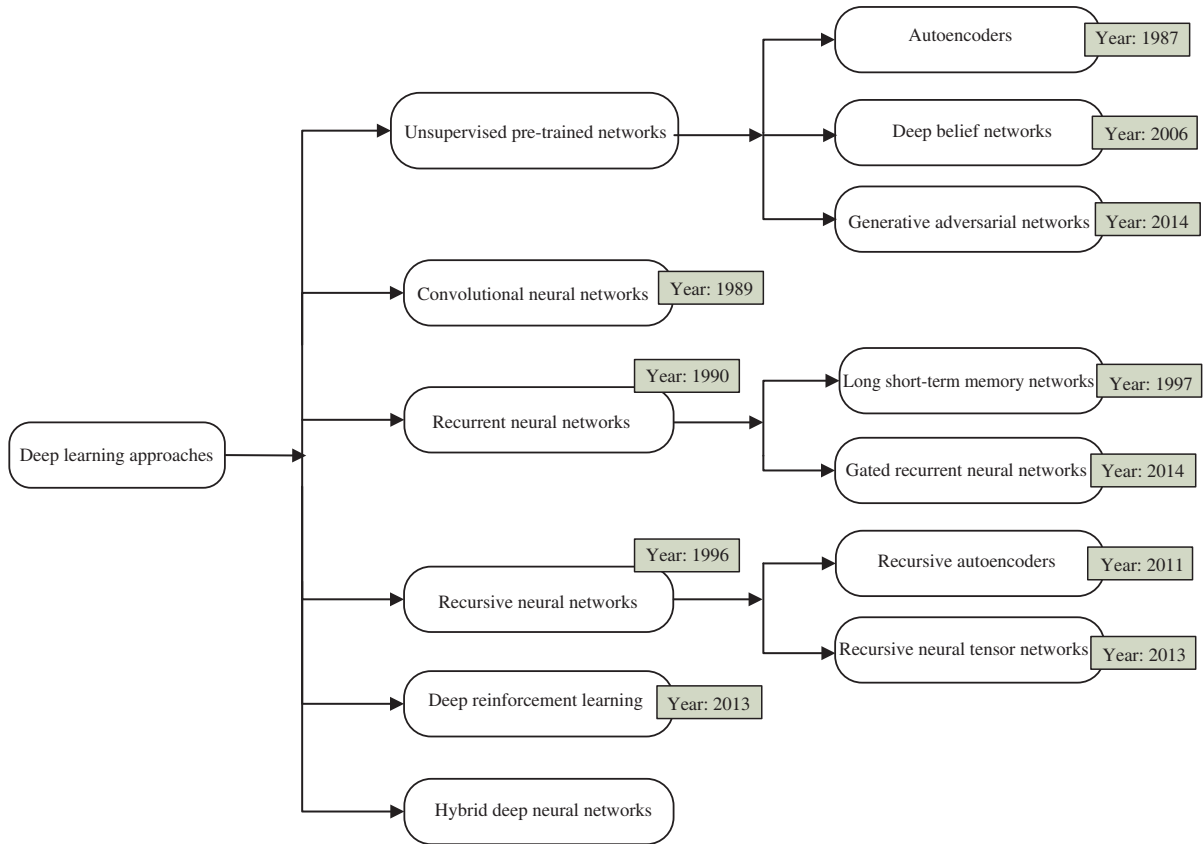 Deep learning approaches
Unsupervised pre-trained networks
Autoencoders
Year: 1987
Deep belief networks
Year: 2006
Generative adversarial networks
Year: 2014
Convolutional neural networks
Year: 1989
Recurrent neural networks
Year: 1990
Long short-term memory networks
Year: 1997
Gated recurrent neural networks
Year: 2014
Recursive neural networks
Year: 1996
Recursive autoencoders
Year: 2011
Recursive neural tensor networks
Year: 2013
Deep reinforcement learning
Year: 2013
Hybrid deep neural networks